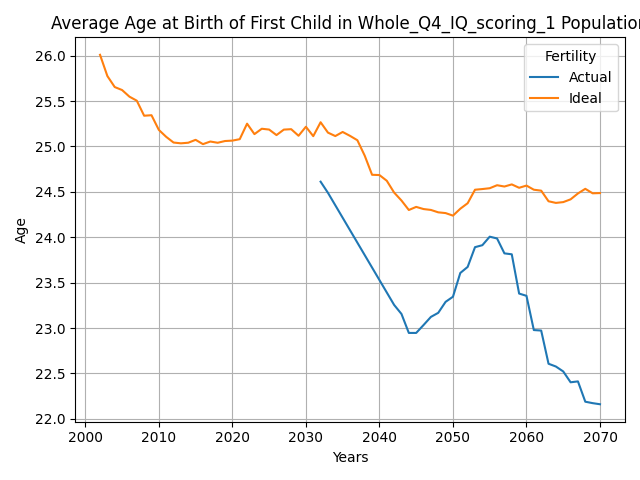 Average Age at Birth of First Child in Whole_Q4_IQ_scoring_1 Population
Fertility
Actual
Ideal
26.0
25.5
25.0
24.5
24.0
23.5
23.0
22.5
22.0
Age
2000 2010 2020 2030 2040 2050 2060 2070
Years